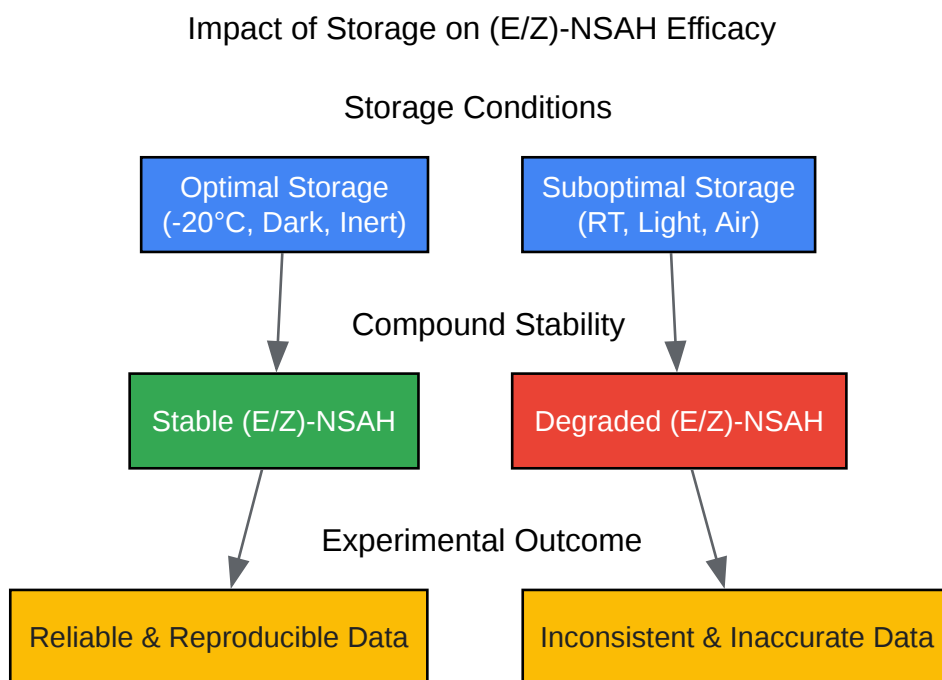 Impact of Storage on (E/Z)-NSAH Efficacy
Storage Conditions
Optimal Storage
(-20°C, Dark, Inert)
Suboptimal Storage
(RT, Light, Air)
Compound Stability
Stable (E/Z)-NSAH
Degraded (E/Z)-NSAH
Experimental Outcome
Reliable & Reproducible Data
Inconsistent & Inaccurate Data